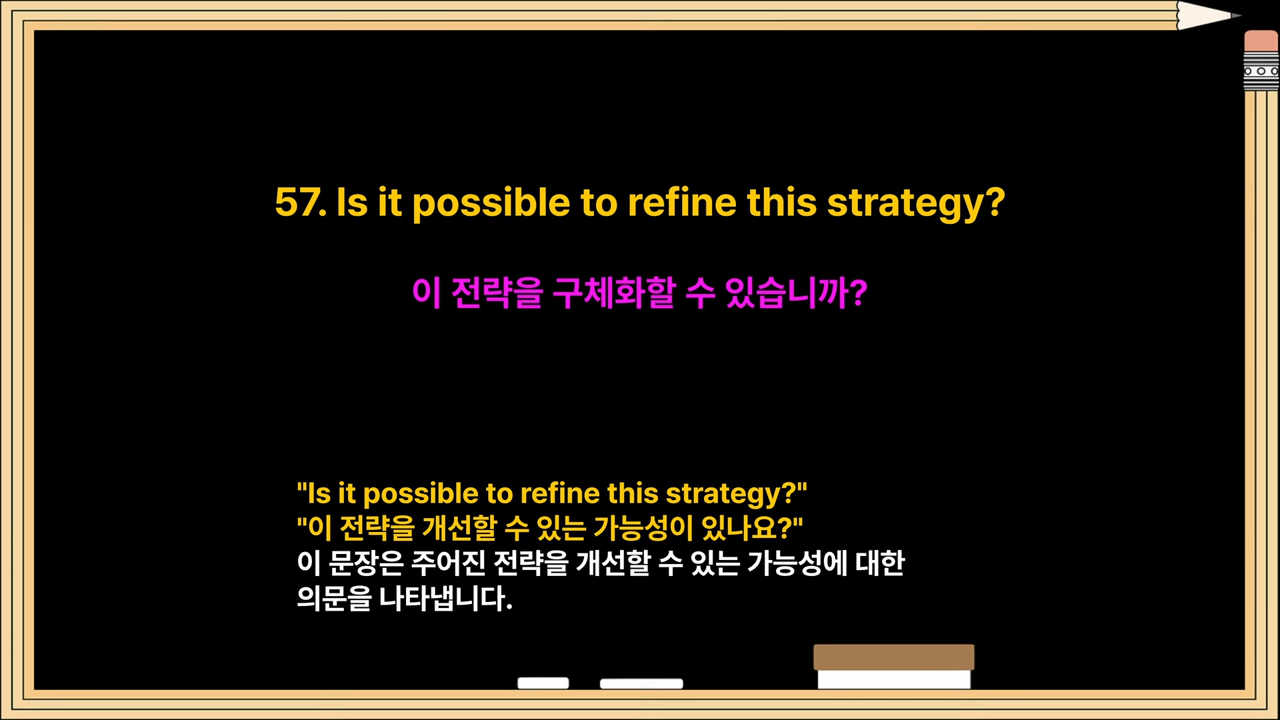 57. Is it possible to refine this strategy?
이 전략을 구체화할 수 있습니까?
"Is it possible to refine this strategy?"
"이 전략을 개선할 수 있는 가능성이 있나요?"
이 문장은 주어진 전략을 개선할 수 있는 가능성에 대한
의문을 나타냅니다.